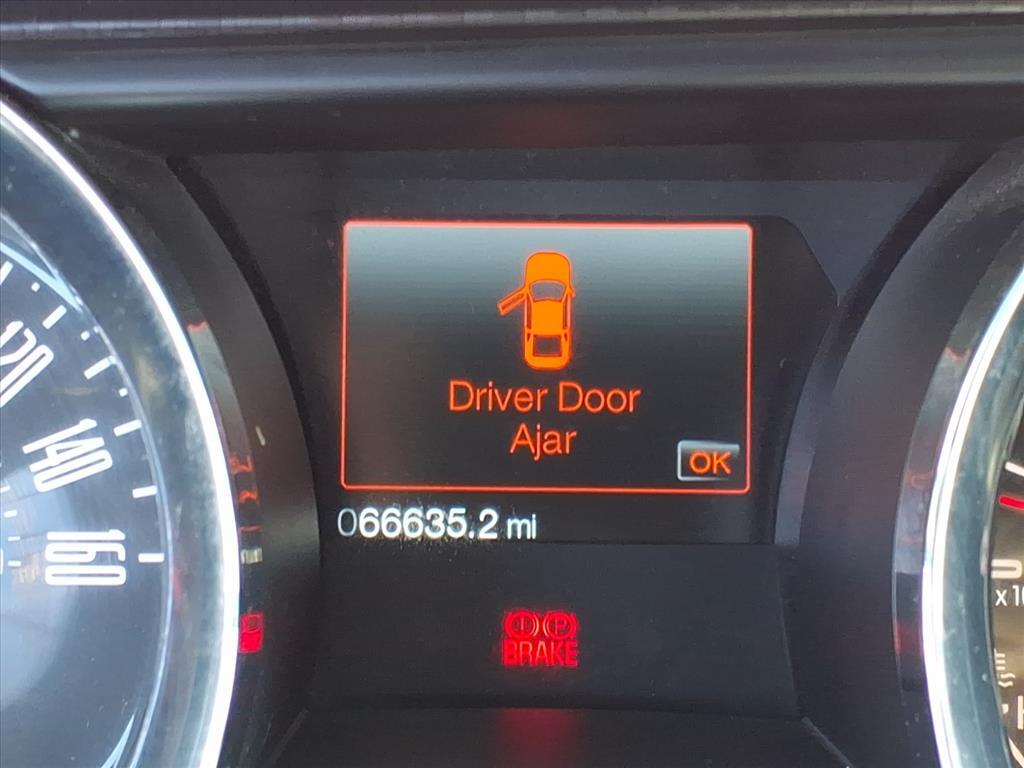 120
140
160
Driver Door
Ajar
OK
066635.2 mi
(!) (P)
BRAKE